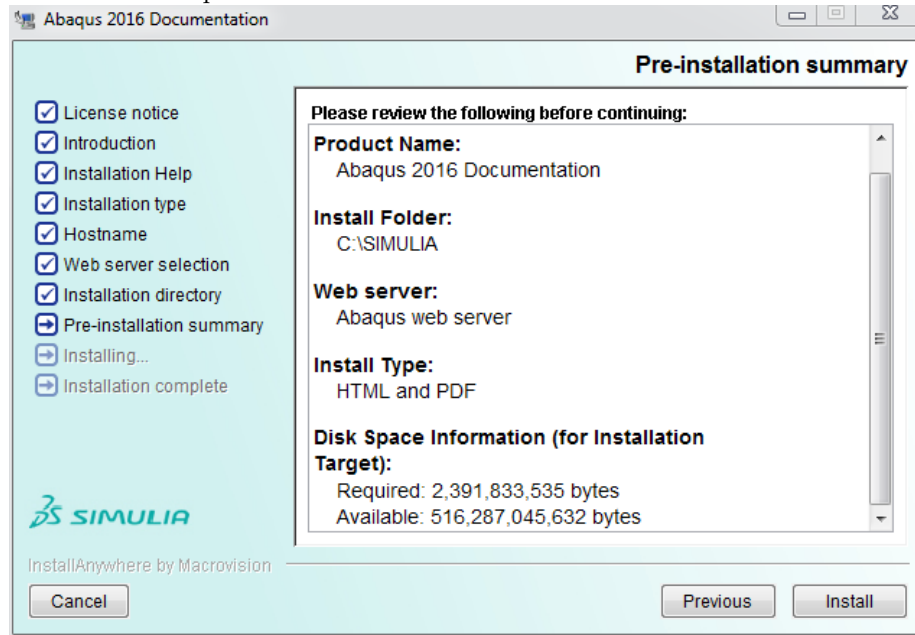 Abaqus 2016 Documentation
Pre-installation summary
License notice
Introduction
Installation Help
Installation type
Hostname
Web server selection
Installation directory
Pre-installation summary
Installing...
Installation complete
Please review the following before continuing:
Product Name:
Abaqus 2016 Documentation
Install Folder:
C:\SIMULIA
Web server:
Abaqus web server
Install Type:
HTML and PDF
Disk Space Information (for Installation
Target):
Required: 2,391,833,535 bytes
Available: 516,287,045,632 bytes
SIMULIA
InstallAnywhere by Macrovision
Cancel
Previous
Install